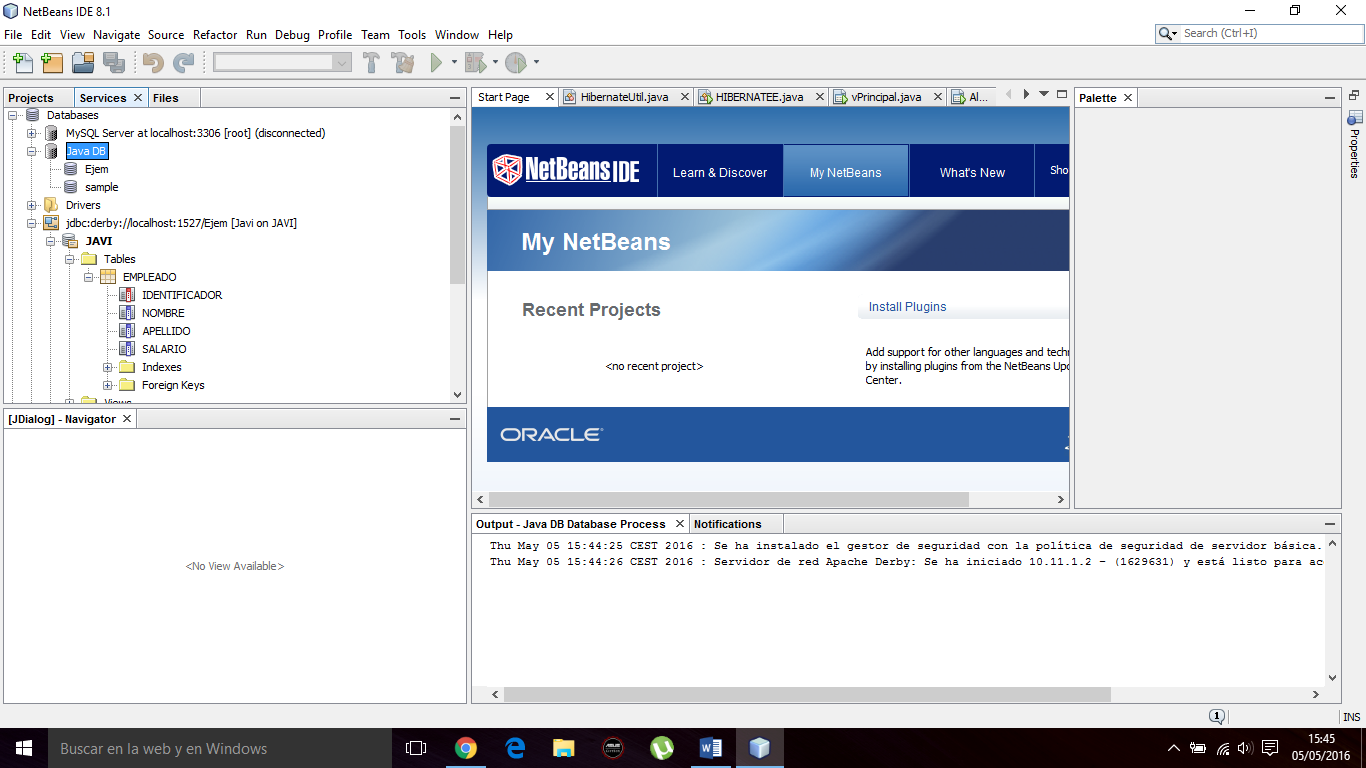 NetBeans IDE 8.1
File Edit View Navigate Source Refactor Run Debug Profile Team Tools Window Help
Search (Ctrl+I)
Projects Services Files
Databases
MySQL Server at localhost:3306 [root] (disconnected)
Java DB
Ejem
sample
Drivers
jdbc:derby://localhost:1527/Ejem [Javi on JAVI]
JAVI
Tables
EMPLEADO
IDENTIFICADOR
NOMBRE
APELLIDO
SALARIO
Indexes
Foreign Keys
Views
[JDialog] - Navigator
<No View Available>
Start Page HibernateUtil.java HIBERNATEE.java vPrincipal.java Al...
NetBeans IDE Learn & Discover My NetBeans What's New Sho
My NetBeans
Recent Projects
<no recent project>
Install Plugins
Add support for other languages and techn
by installing plugins from the NetBeans Upd
Center.
ORACLE
Palette
Properties
Output - Java DB Database Process Notifications
Thu May 05 15:44:25 CEST 2016 : Se ha instalado el gestor de seguridad con la política de seguridad de servidor básica.
Thu May 05 15:44:26 CEST 2016 : Servidor de red Apache Derby: Se ha iniciado 10.11.1.2 - (1629631) y está listo para ac
1
INS
Buscar en la web y en Windows
15:45
05/05/2016